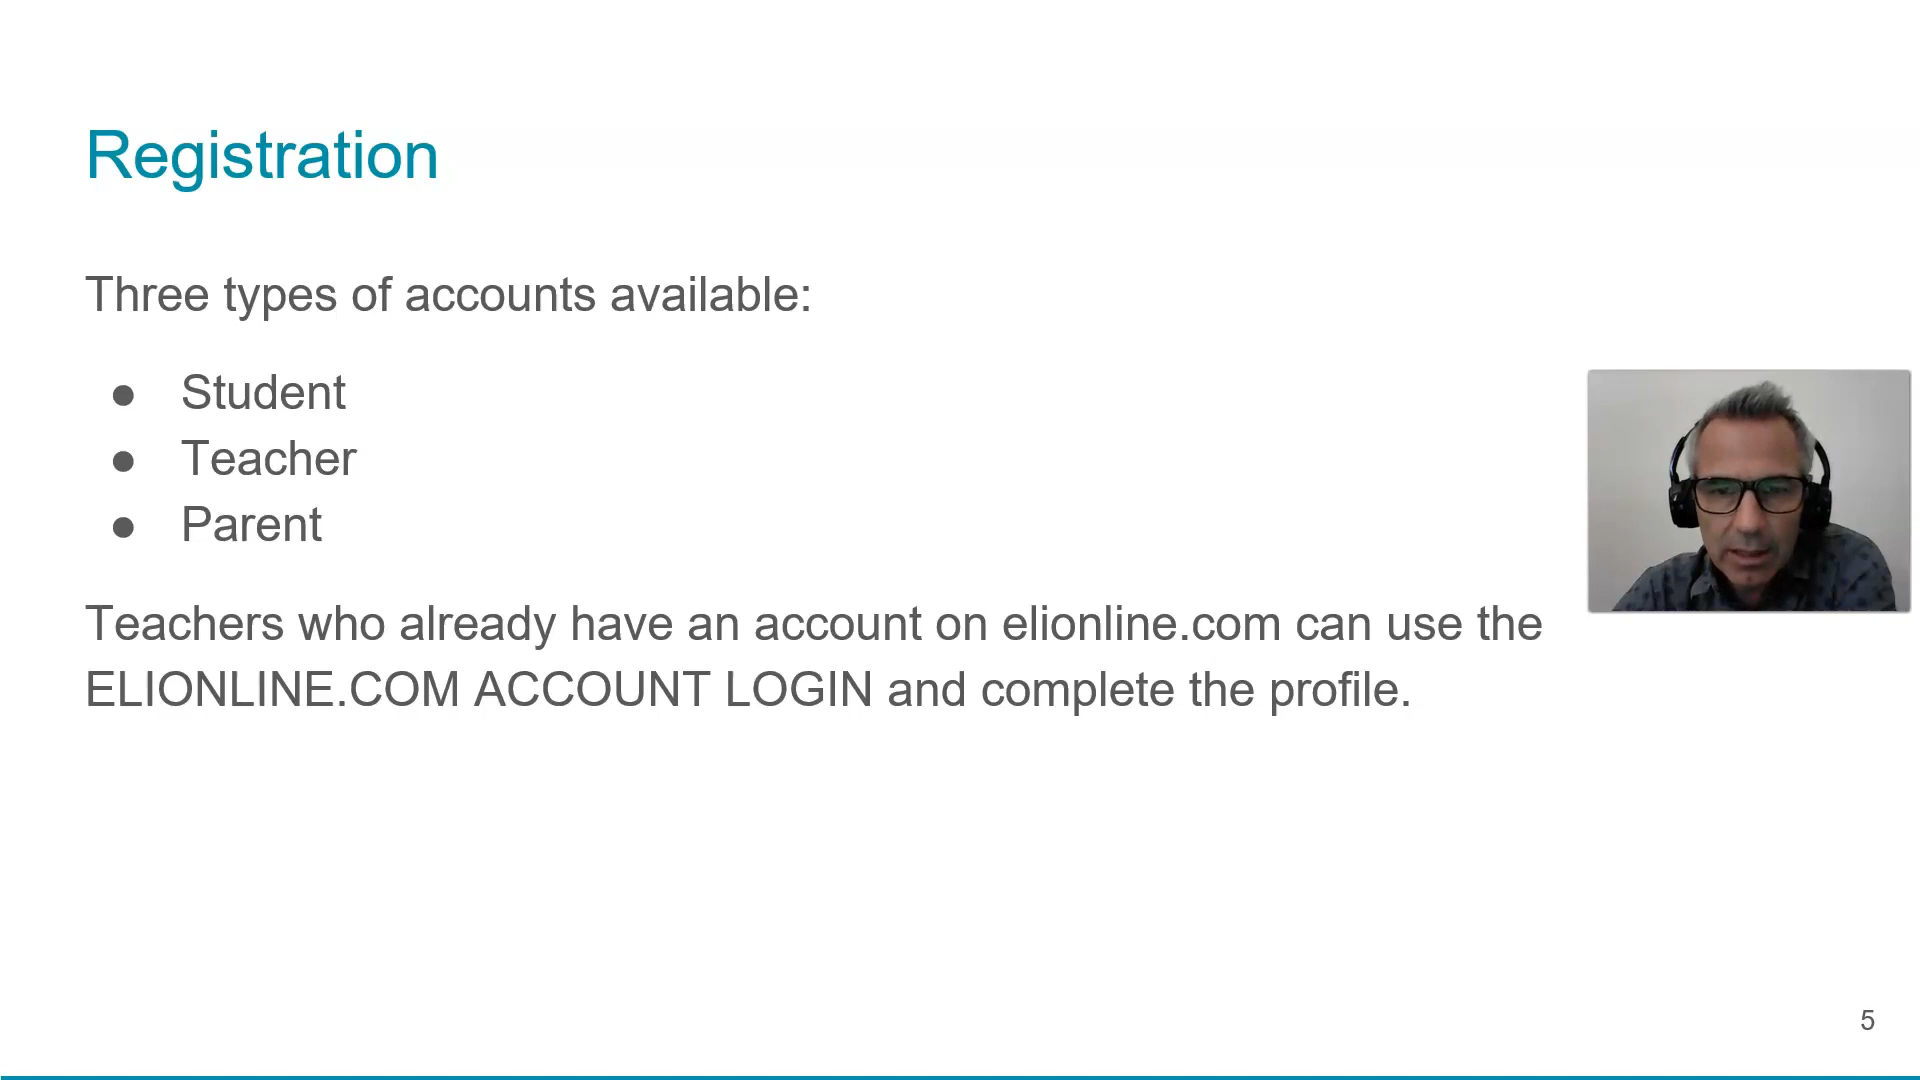 Registration
Three types of accounts available:
● Student
● Teacher
● Parent
Teachers who already have an account on elionline.com can use the
ELIONLINE.COM ACCOUNT LOGIN and complete the profile.
5